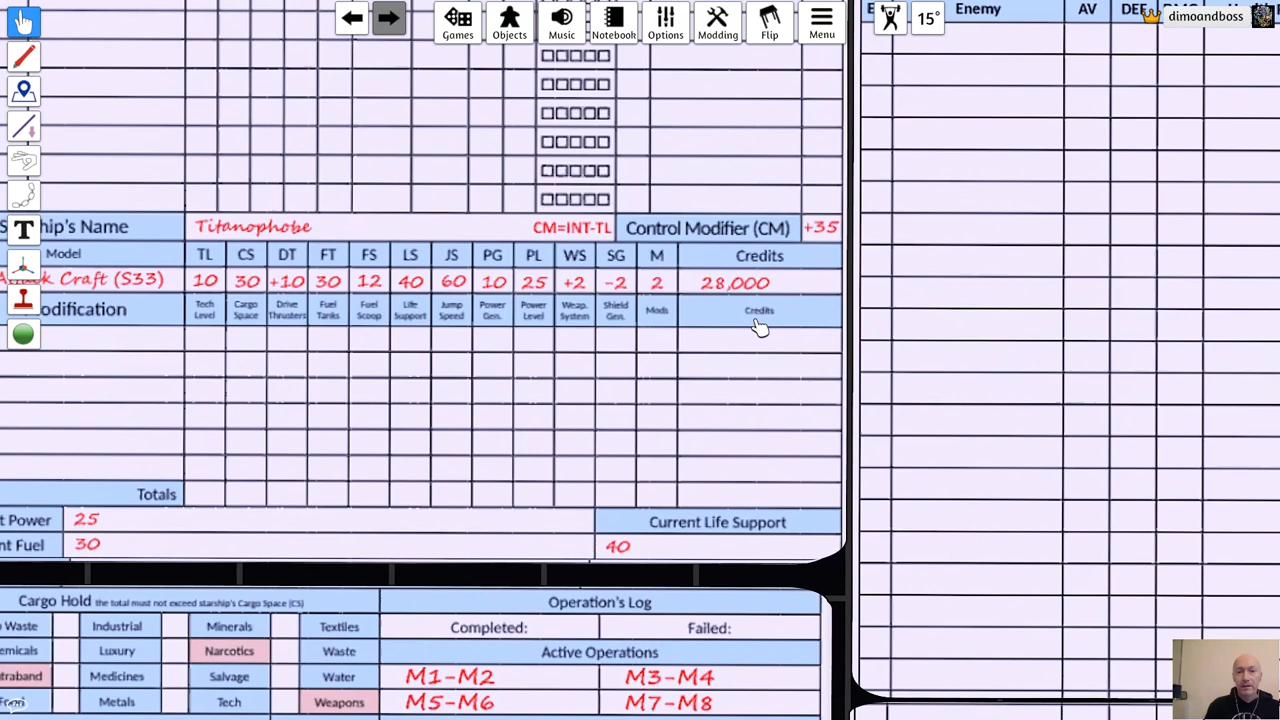 Games Objects Music Notebook Options Modding Flip Menu
15°
dimoandboss
Enemy AV DEF
T
ship's Name Titanophobe CM=INT-TL Control Modifier (CM) +35
Model TL CS DT FT FS LS JS PG PL WS SG M Credits
Craft (S33) 10 30 +10 30 12 40 60 10 25 +2 -2 2 28,000
odification Tech Level Cargo Space Drive Thrusters Fuel Tanks Fuel Scoop Life Support Jump Speed Power Gen. Power Level Weap. System Shield Gen. Mods Credits
Totals
t Power 25 Current Life Support
nt Fuel 30 40
Cargo Hold the total must not exceed starship's Cargo Space (CS) Operation's Log
Waste Industrial Minerals Textiles Completed: Failed:
emicals Luxury Narcotics Waste Active Operations
traband Medicines Salvage Water M1-M2 M3-M4
Metals Tech Weapons M5-M6 M7-M8